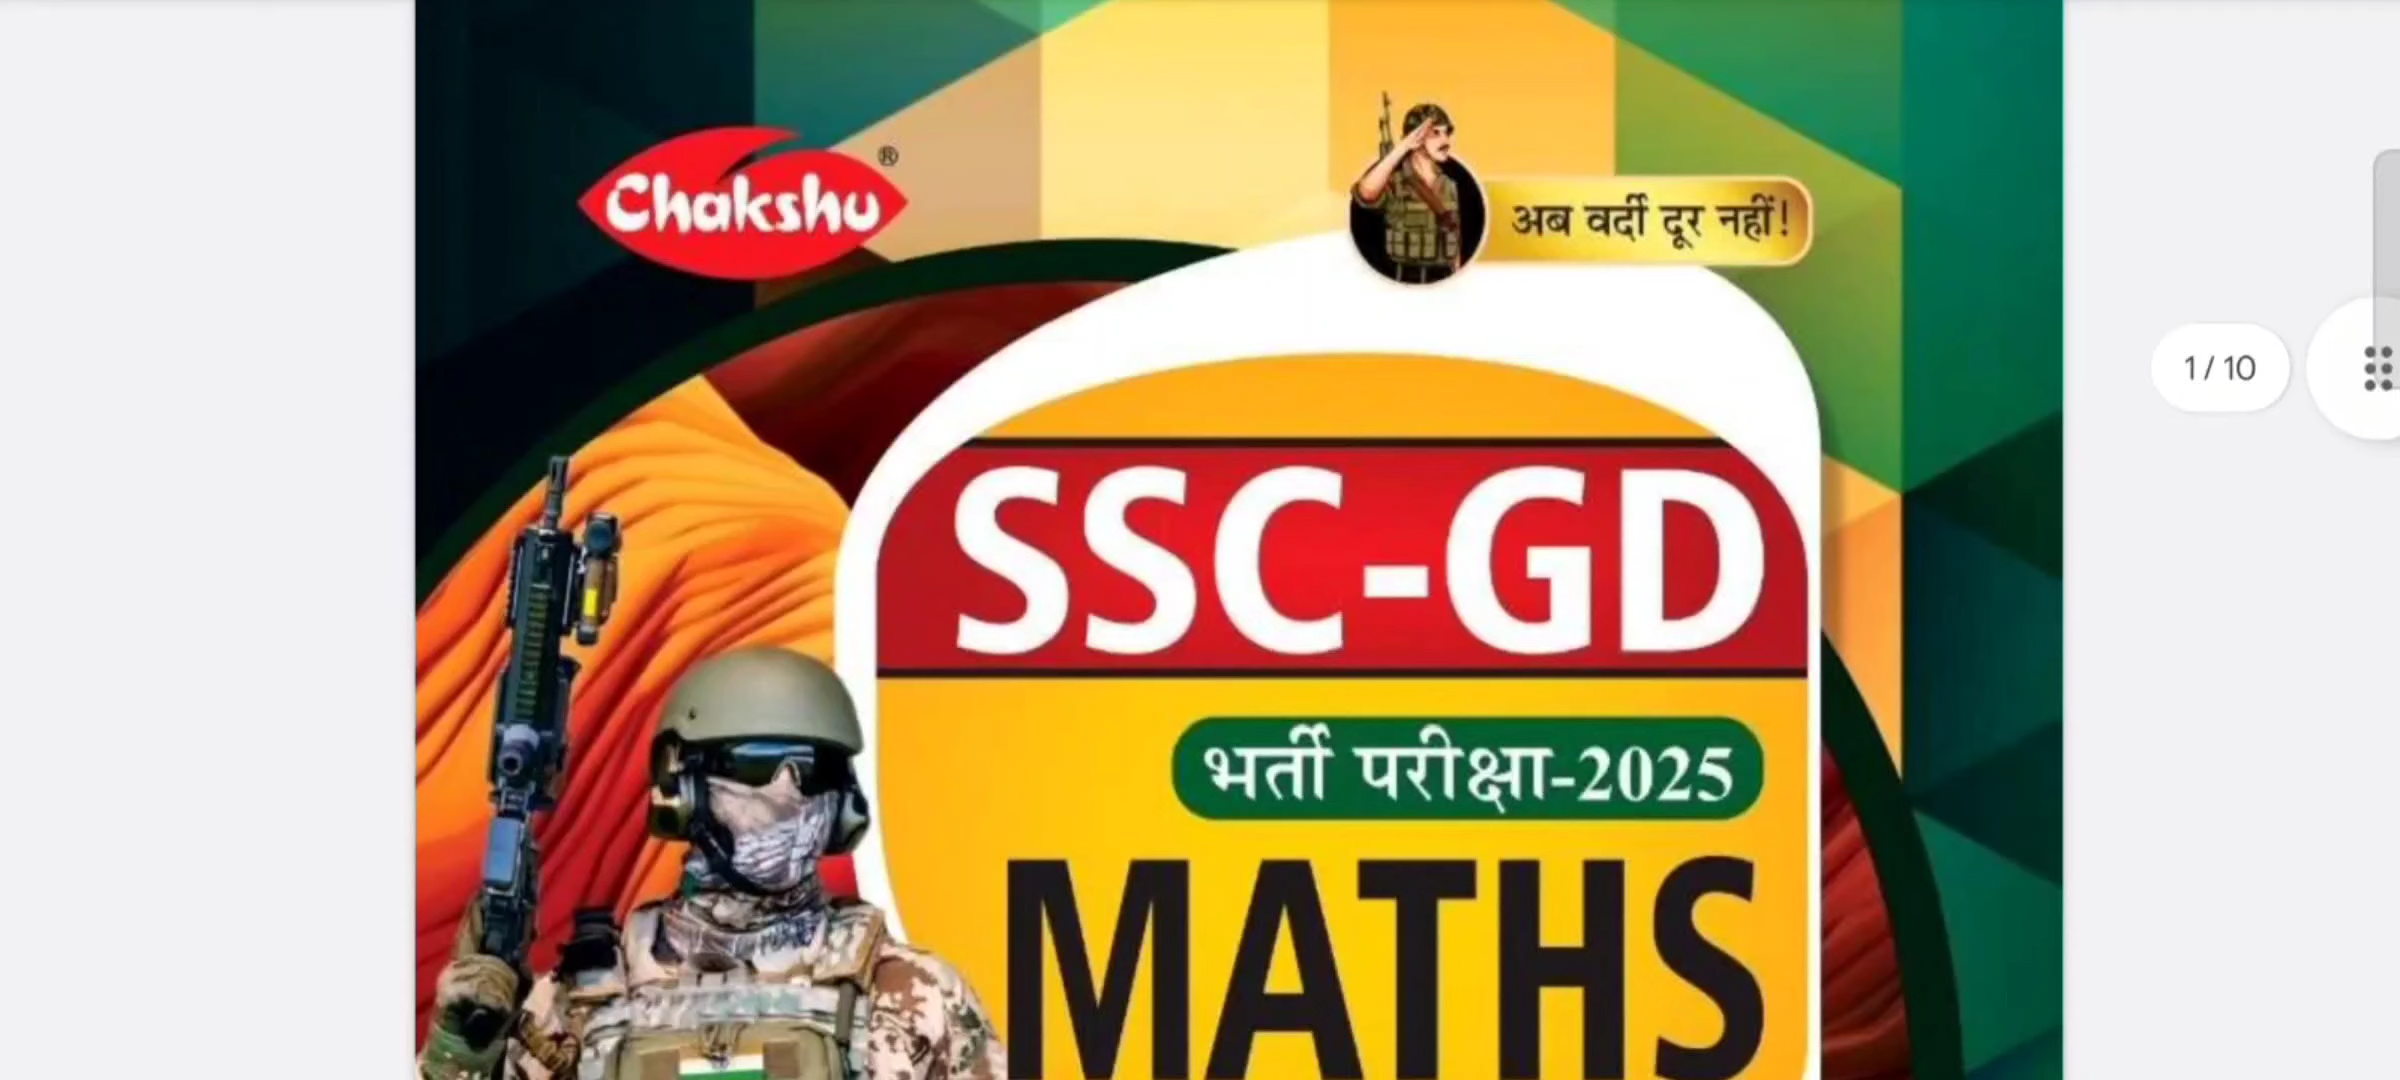 Chakshu®
अब वर्दी दूर नहीं!
1 / 10
SSC-GD
भर्ती परीक्षा-2025
MATHS